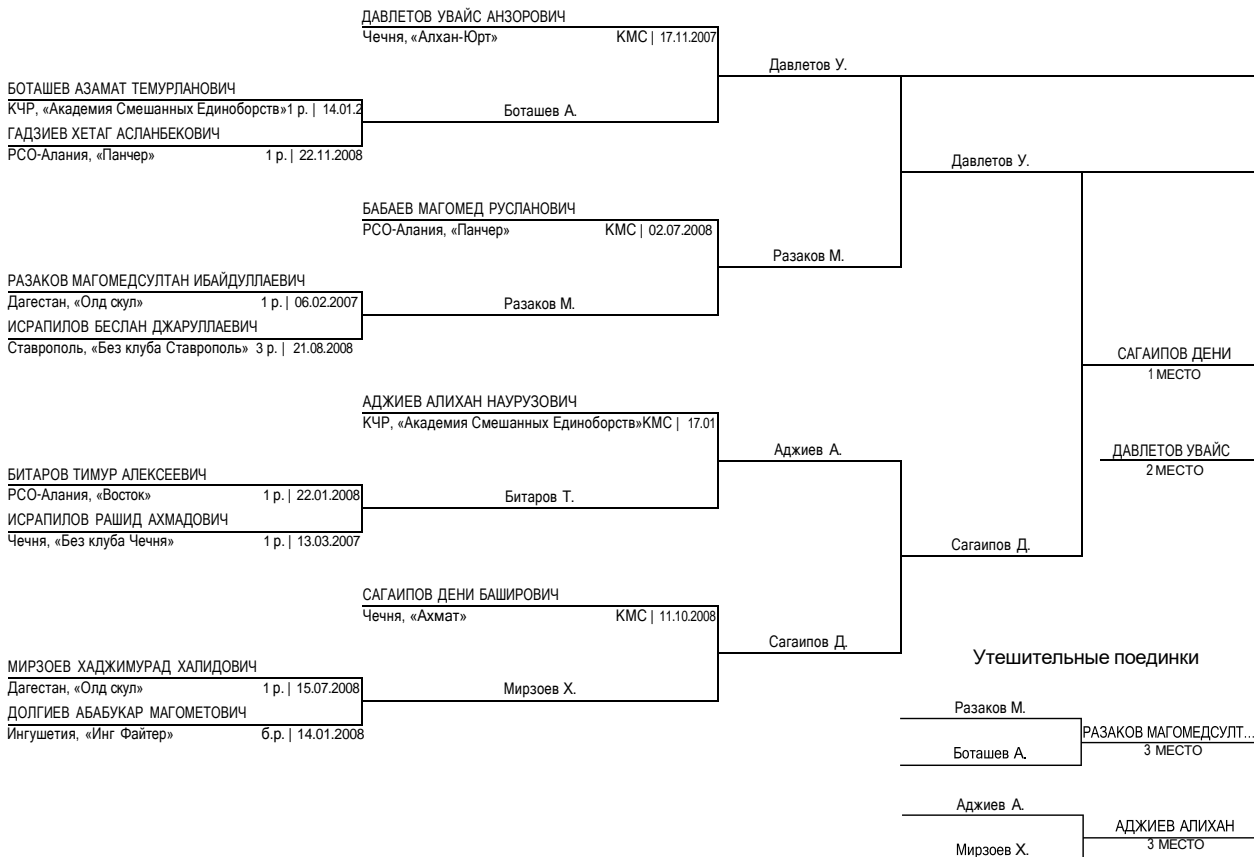 ДАВЛЕТОВ УВАЙС АНЗОРОВИЧ
Чечня, «Алхан-Юрт» КМС | 17.11.2007
Давлетов У.
БОТАШЕВ АЗАМАТ ТЕМУРЛАНОВИЧ
КЧР, «Академия Смешанных Единоборств»1 р. | 14.01.2
Боташев А.
ГАДЗИЕВ ХЕТАГ АСЛАНБЕКОВИЧ
РСО-Алания, «Панчер» 1 р. | 22.11.2008
Давлетов У.
БАБАЕВ МАГОМЕД РУСЛАНОВИЧ
РСО-Алания, «Панчер» КМС | 02.07.2008
Разаков М.
РАЗАКОВ МАГОМЕДСУЛТАН ИБАЙДУЛЛАЕВИЧ
Дагестан, «Олд скул» 1 р. | 06.02.2007
Разаков М.
ИСРАПИЛОВ БЕСЛАН ДЖАРУЛЛАЕВИЧ
Ставрополь, «Без клуба Ставрополь» 3 р. | 21.08.2008
САГАИПОВ ДЕНИ
1 МЕСТО
АДЖИЕВ АЛИХАН НАУРУЗОВИЧ
КЧР, «Академия Смешанных Единоборств»КМС | 17.01
Аджиев А.
ДАВЛЕТОВ УВАЙС
2 МЕСТО
БИТАРОВ ТИМУР АЛЕКСЕЕВИЧ
РСО-Алания, «Восток» 1 р. | 22.01.2008
Битаров Т.
ИСРАПИЛОВ РАШИД АХМАДОВИЧ
Чечня, «Без клуба Чечня» 1 р. | 13.03.2007
Сагаипов Д.
САГАИПОВ ДЕНИ БАШИРОВИЧ
Чечня, «Ахмат» КМС | 11.10.2008
Сагаипов Д.
Утешительные поединки
МИРЗОЕВ ХАДЖИМУРАД ХАЛИДОВИЧ
Дагестан, «Олд скул» 1 р. | 15.07.2008
Мирзоев Х.
ДОЛГИЕВ АБАБУКАР МАГОМЕТОВИЧ
Ингушетия, «Инг Файтер» б.р. | 14.01.2008
Разаков М.
РАЗАКОВ МАГОМЕДСУЛТ...
3 МЕСТО
Боташев А.
Аджиев А.
АДЖИЕВ АЛИХАН
3 МЕСТО
Мирзоев Х.